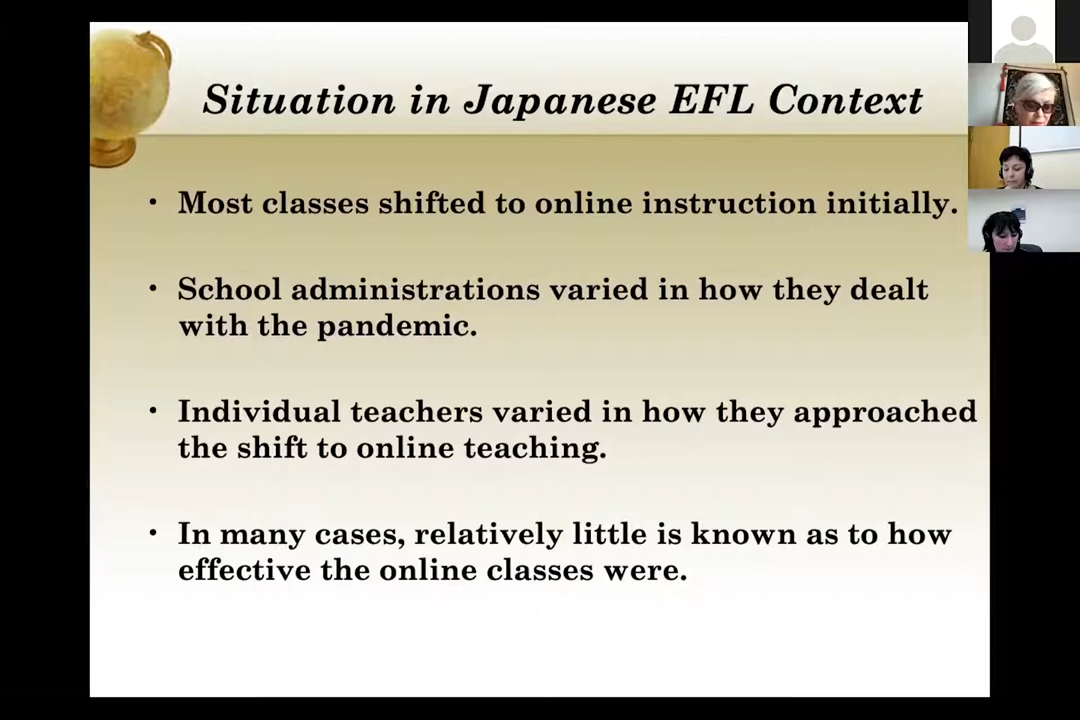 Situation in Japanese EFL Context
• Most classes shifted to online instruction initially.
• School administrations varied in how they dealt
with the pandemic.
• Individual teachers varied in how they approached
the shift to online teaching.
• In many cases, relatively little is known as to how
effective the online classes were.